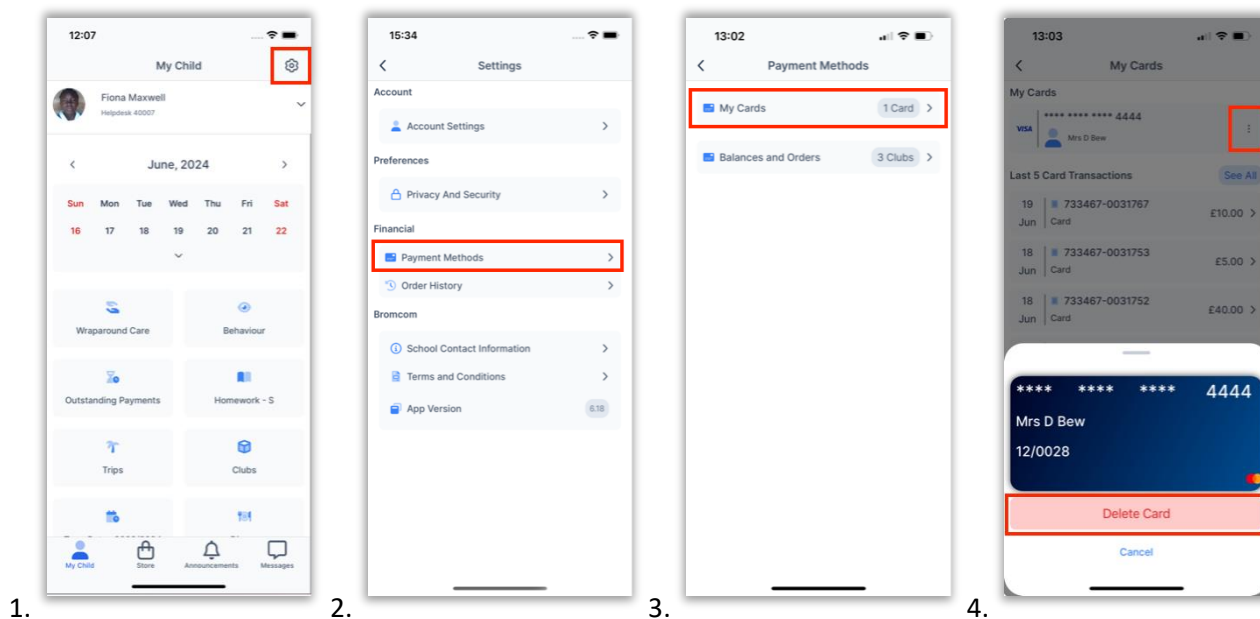 12:07
My Child
Fiona Maxwell
Helpdesk 40007
June, 2024
Sun Mon Tue Wed Thu Fri Sat
16 17 18 19 20 21 22
Wraparound Care
Behaviour
Outstanding Payments
Homework - S
Trips
Clubs
My Child
Store
Announcements
Messages
1.
15:34
Settings
Account
Account Settings
Preferences
Privacy And Security
Financial
Payment Methods
Order History
Bromcom
School Contact Information
Terms and Conditions
App Version
6.18
2.
13:02
Payment Methods
My Cards
1 Card
Balances and Orders
3 Clubs
3.
13:03
My Cards
My Cards
VISA
**** **** **** 4444
Mrs D Bew
Last 5 Card Transactions
See All
19 733467-0031767
Jun Card
£10.00
18 733467-0031753
Jun Card
£5.00
18 733467-0031752
Jun Card
£40.00
**** **** **** 4444
Mrs D Bew
12/0028
Delete Card
Cancel
4.